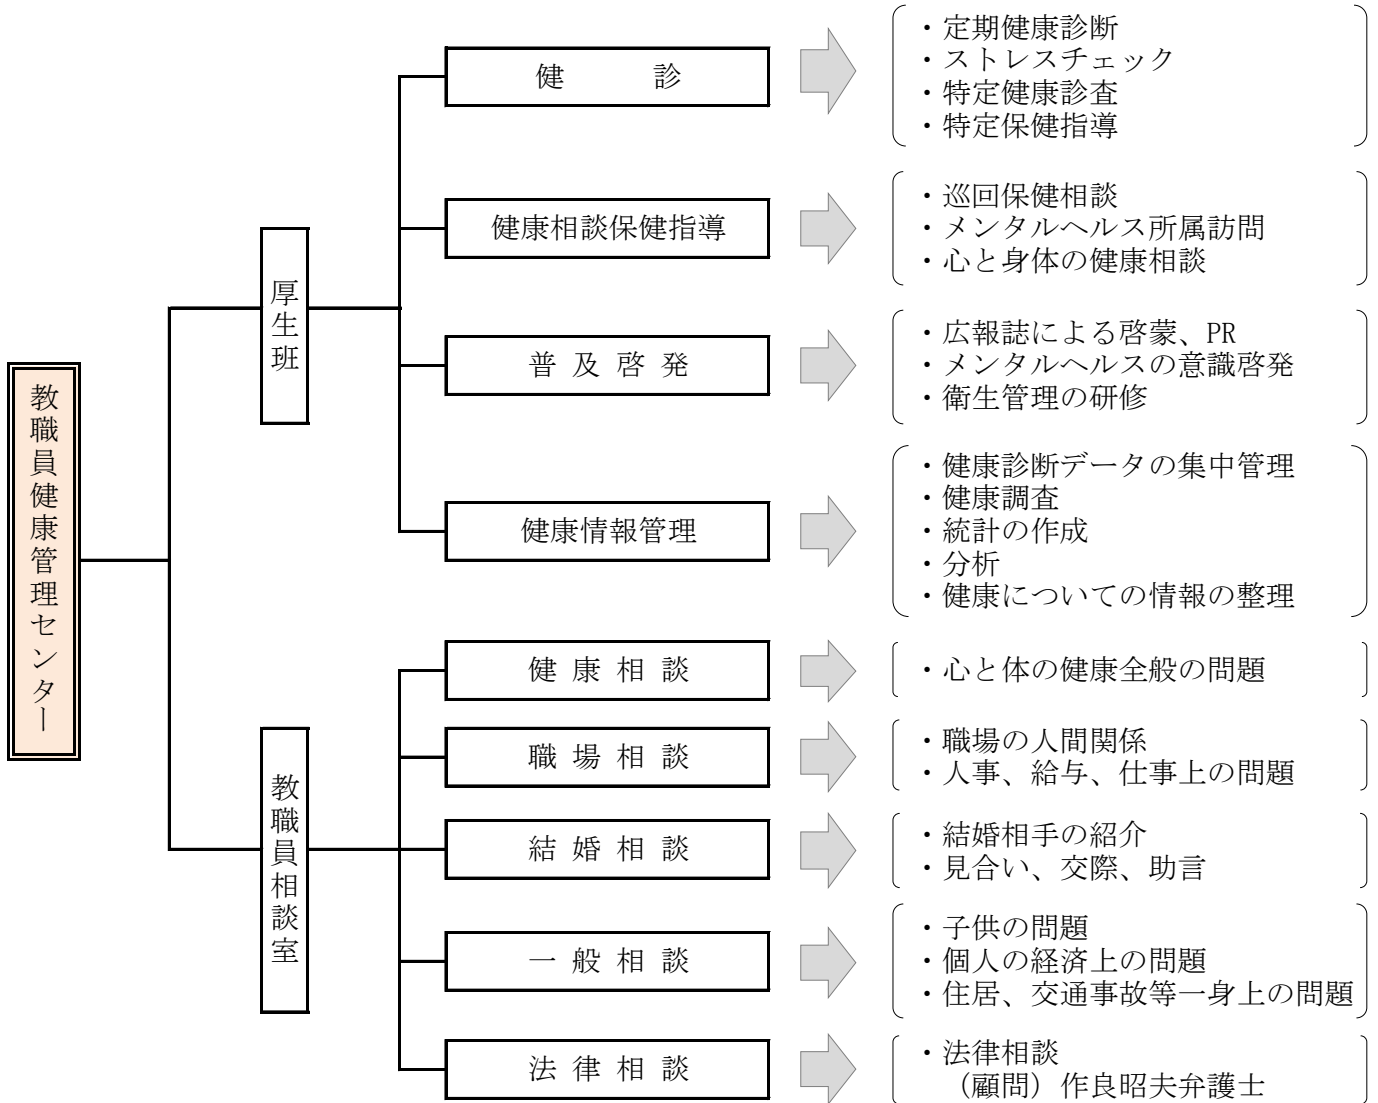 教職員健康管理センター
厚生班
健　　診
・定期健康診断
・ストレスチェック
・特定健康診査
・特定保健指導
健康相談保健指導
・巡回保健相談
・メンタルヘルス所属訪問
・心と身体の健康相談
普及啓発
・広報誌による啓蒙、PR
・メンタルヘルスの意識啓発
・衛生管理の研修
健康情報管理
・健康診断データの集中管理
・健康調査
・統計の作成
・分析
・健康についての情報の整理
教職員相談室
健康相談
・心と体の健康全般の問題
職場相談
・職場の人間関係
・人事、給与、仕事上の問題
結婚相談
・結婚相手の紹介
・見合い、交際、助言
一般相談
・子供の問題
・個人の経済上の問題
・住居、交通事故等一身上の問題
法律相談
・法律相談
（顧問）作良昭夫弁護士